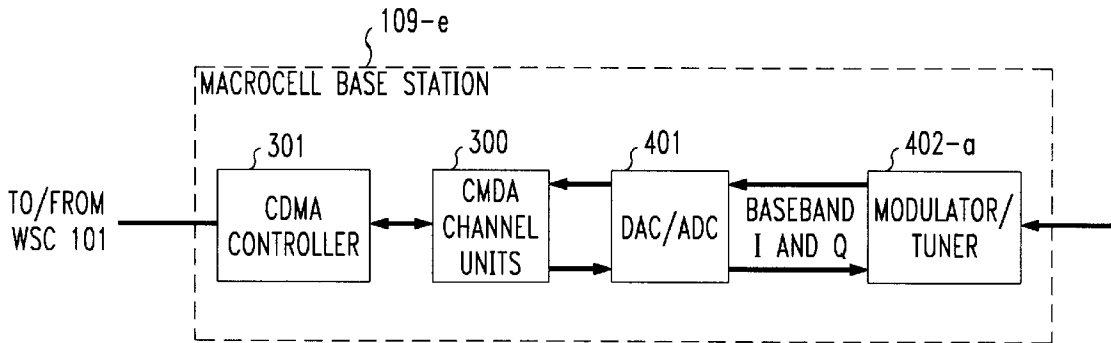 109-e
MACROCELL BASE STATION
301
300
401
402-a
TO/FROM
WSC 101
CDMA
CONTROLLER
CMDA
CHANNEL
UNITS
DAC/ADC
BASEBAND
I AND Q
MODULATOR/
TUNER